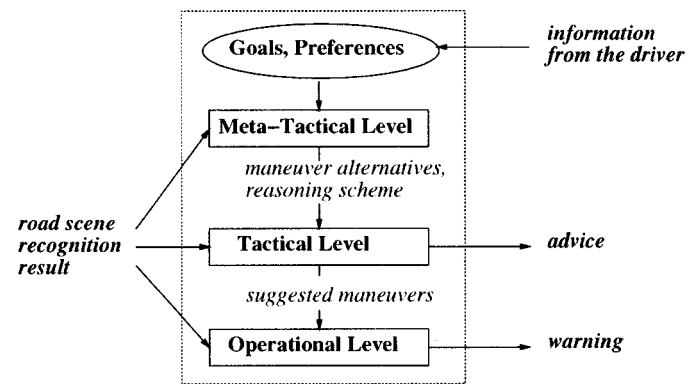 Goals, Preferences
information
from the driver
Meta-Tactical Level
maneuver alternatives,
reasoning scheme
road scene
recognition
result
Tactical Level
advice
suggested maneuvers
Operational Level
warning